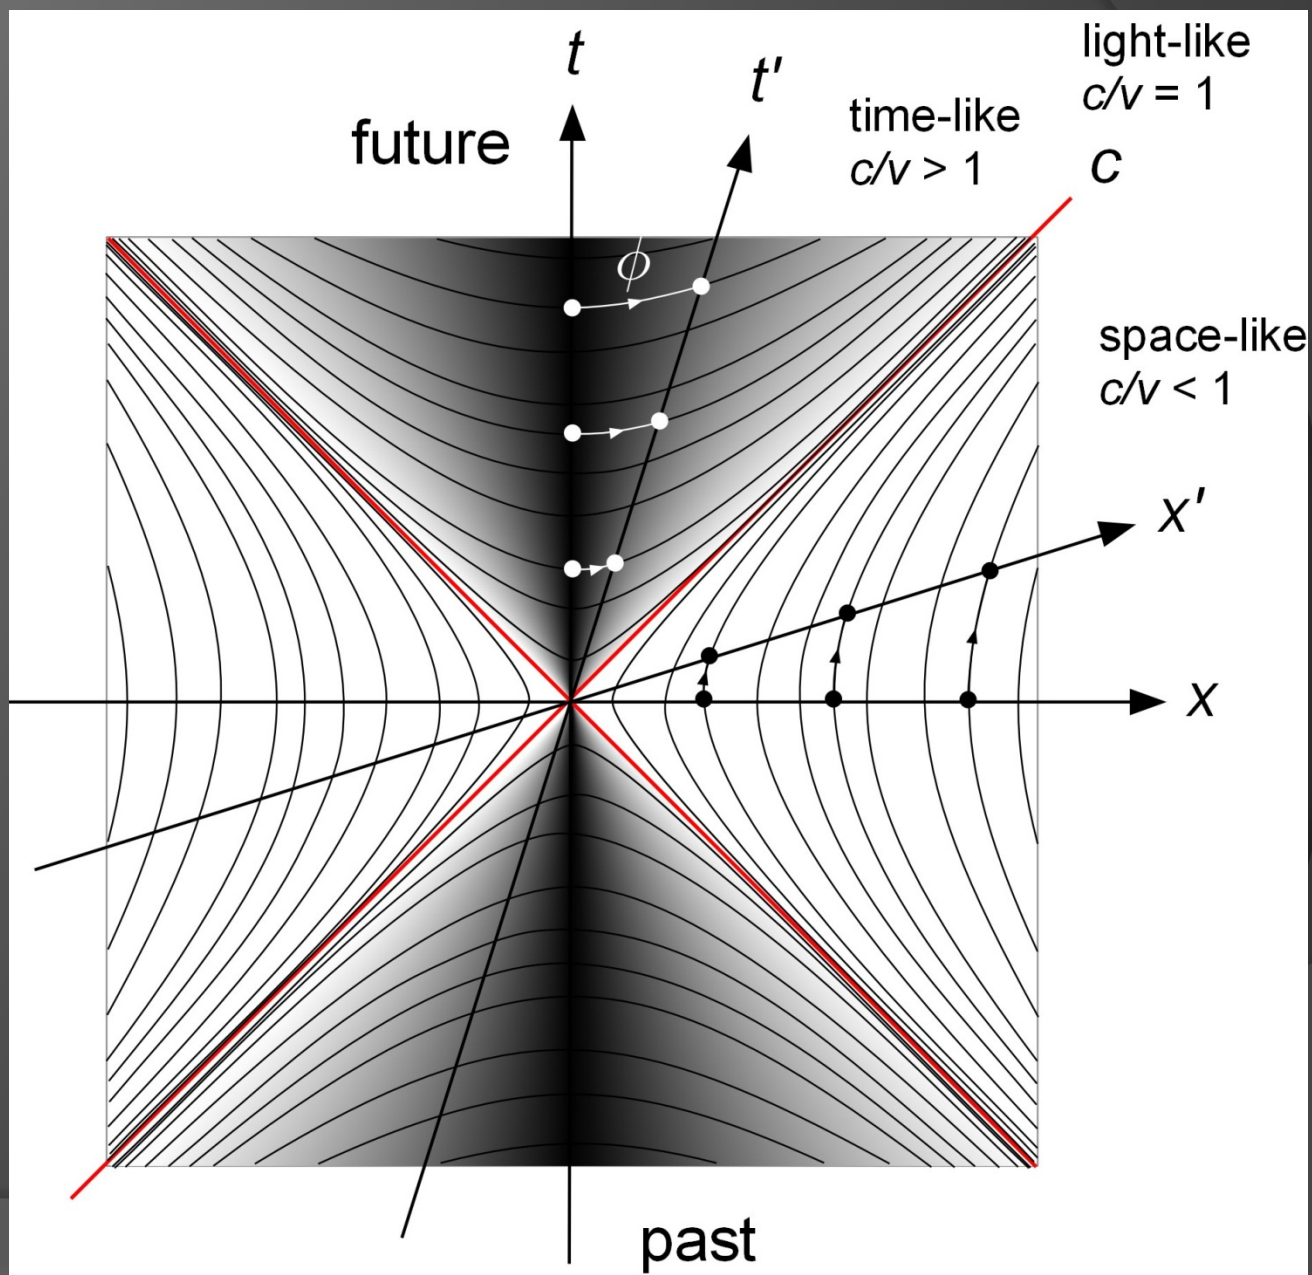 t
t'
light-like
c/v = 1
time-like
c/v > 1
c
future
ϕ
space-like
c/v < 1
x'
x
past